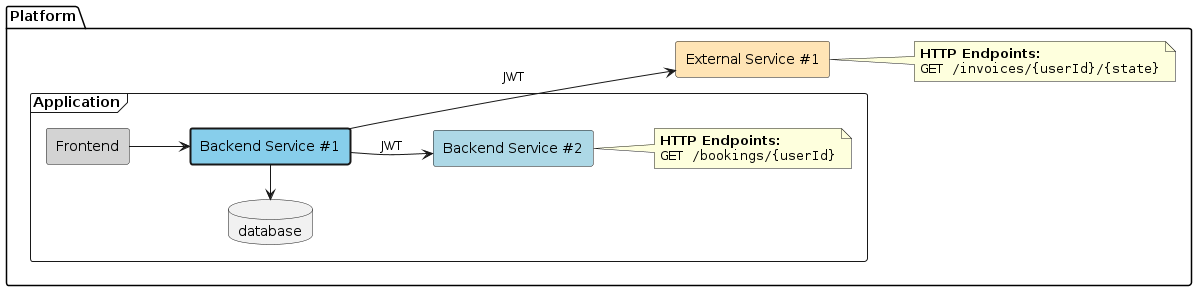 Platform
External Service #1
HTTP Endpoints:
GET /invoices/{userId}/{state}
JWT
Application
Frontend
Backend Service #1
JWT
Backend Service #2
HTTP Endpoints:
GET /bookings/{userId}
database